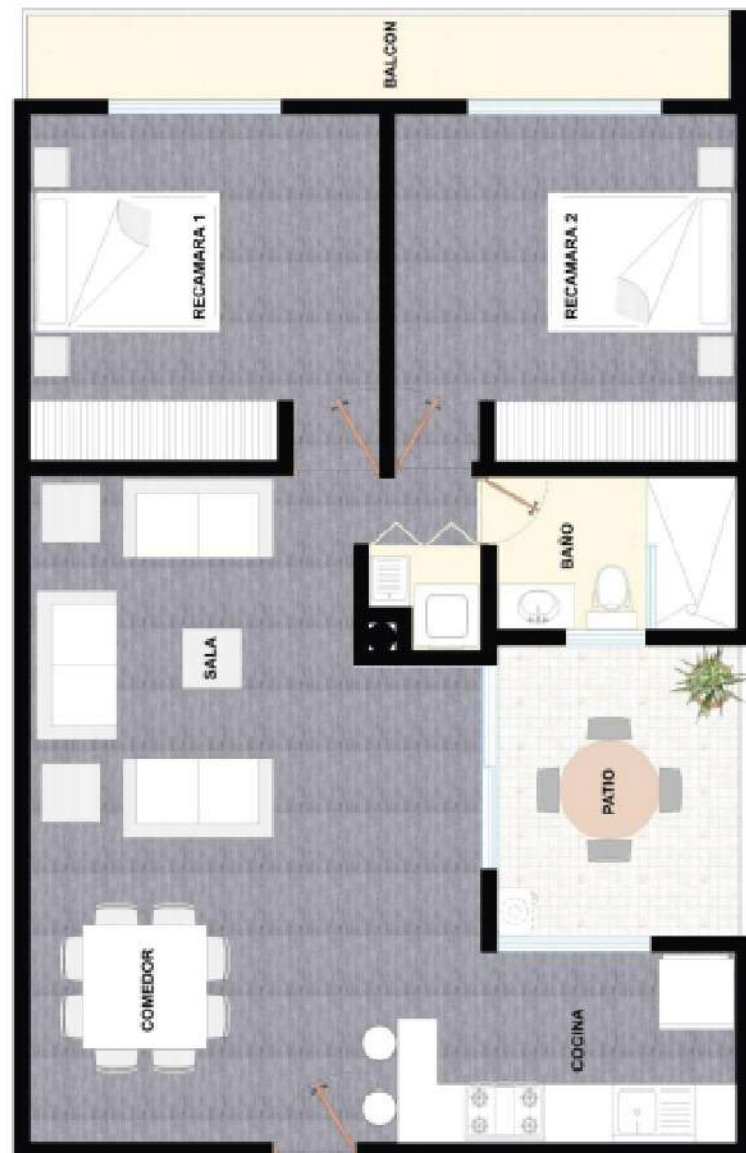 BALCON
RECAMARA 1
RECAMARA 2
BAÑO
SALA
PATIO
COMEDOR
COCINA